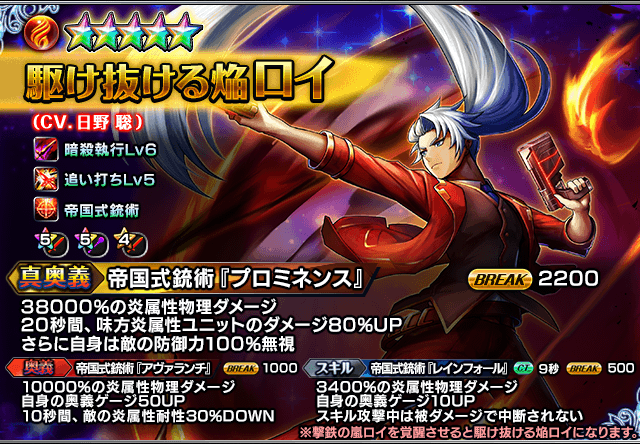 駆け抜ける焔ロイ
(CV.日野 聡)
暗殺執行Lv6
追い打ちLv5
帝国式銃術
5 5 4
真奥義 帝国式銃術『プロミネンス』 BREAK 2200
38000%の炎属性物理ダメージ
20秒間、味方炎属性ユニットのダメージ80%UP
さらに自身は敵の防御力100%無視
奥義 帝国式銃術『アヴァランチ』 BREAK 1000
10000%の炎属性物理ダメージ
自身の奥義ゲージ50UP
10秒間、敵の炎属性耐性30%DOWN
スキル 帝国式銃術『レインフォール』 CT 9秒 BREAK 500
3400%の炎属性物理ダメージ
自身の奥義ゲージ10UP
スキル攻撃中は被ダメージで中断されない
※撃鉄の嵐ロイを覚醒させると駆け抜ける焔ロイになります。